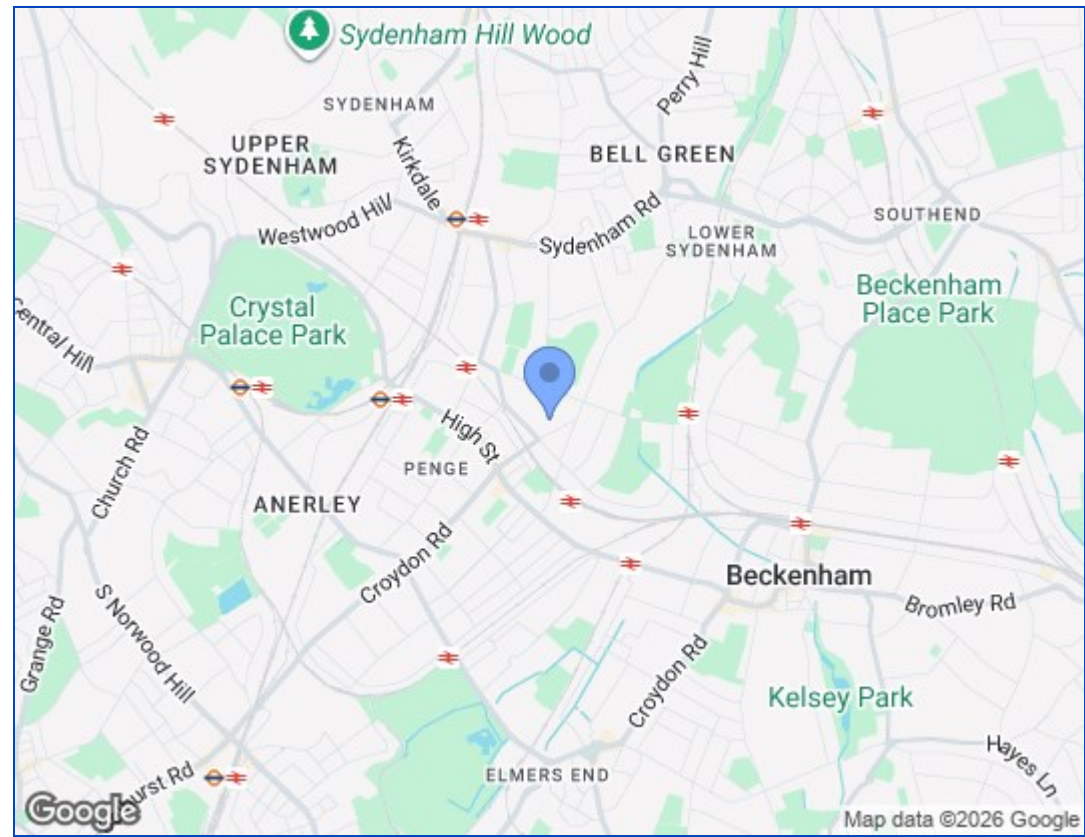 Sydenham Hill Wood
SYDENHAM
Perry Hill
UPPER
SYDENHAM
Kirkdale
BELL GREEN
Westwood Hill
Sydenham Rd
LOWER
SYDENHAM
SOUTHEND
Crystal
Palace Park
Beckenham
Place Park
Central Hill
High St
Church Rd
PENGE
ANERLEY
Croydon Rd
Beckenham
Bromley Rd
Grange Rd
S Norwood Hill
Croydon Rd
Kelsey Park
Hayes Ln
ELMERS END
hurst Rd
Google
Map data ©2026 Google